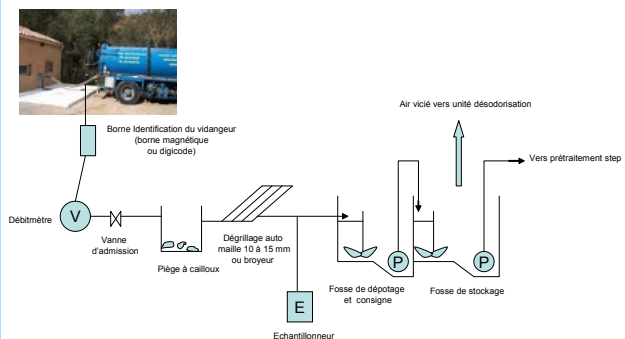 Air vicié vers unité désodorisation
Borne Identification du vidangeur
(borne magnétique
ou digicode)
Vers prétraitement step
Débitmètre
V
Vanne
d'admission
Piège à cailloux
Dégrillage auto
maille 10 à 15 mm
ou broyeur
E
Echantillonneur
P
P
Fosse de dépotage
et consigne
Fosse de stockage